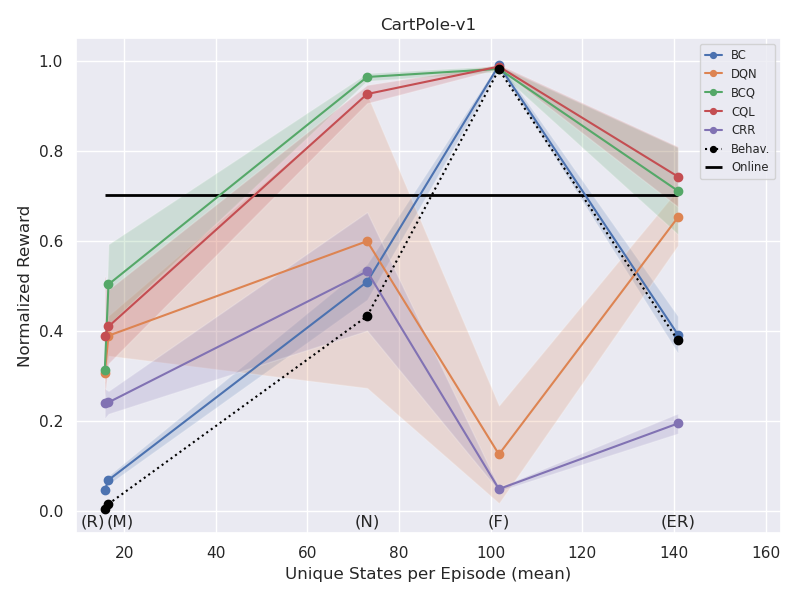 CartPole-v1
1.0
0.8
0.6
0.4
0.2
0.0
Normalized Reward
BC
DQN
BCQ
CQL
CRR
Behav.
Online
(R) (M) (N) (F) (ER)
20 40 60 80 100 120 140 160
Unique States per Episode (mean)